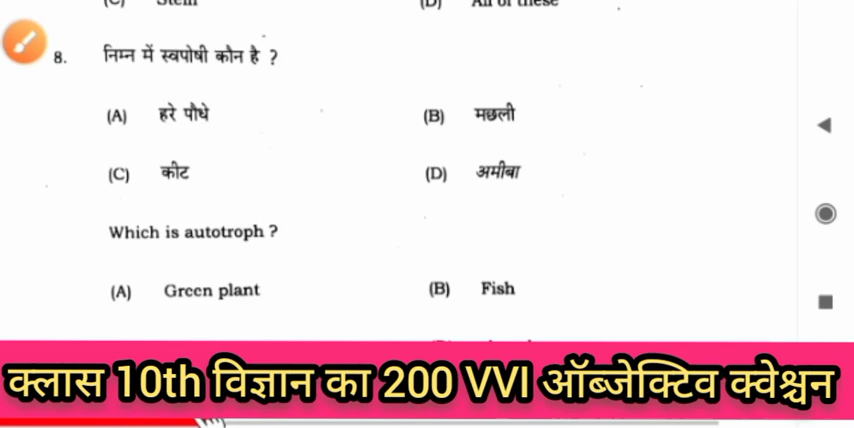 8. निम्न में स्वपोषी कौन है ?
(A) हरे पौधे (B) मछली
(C) कीट (D) अमीबा
Which is autotroph ?
(A) Green plant (B) Fish
क्लास 10th विज्ञान का 200 VVI ऑब्जेक्टिव क्वेश्चन